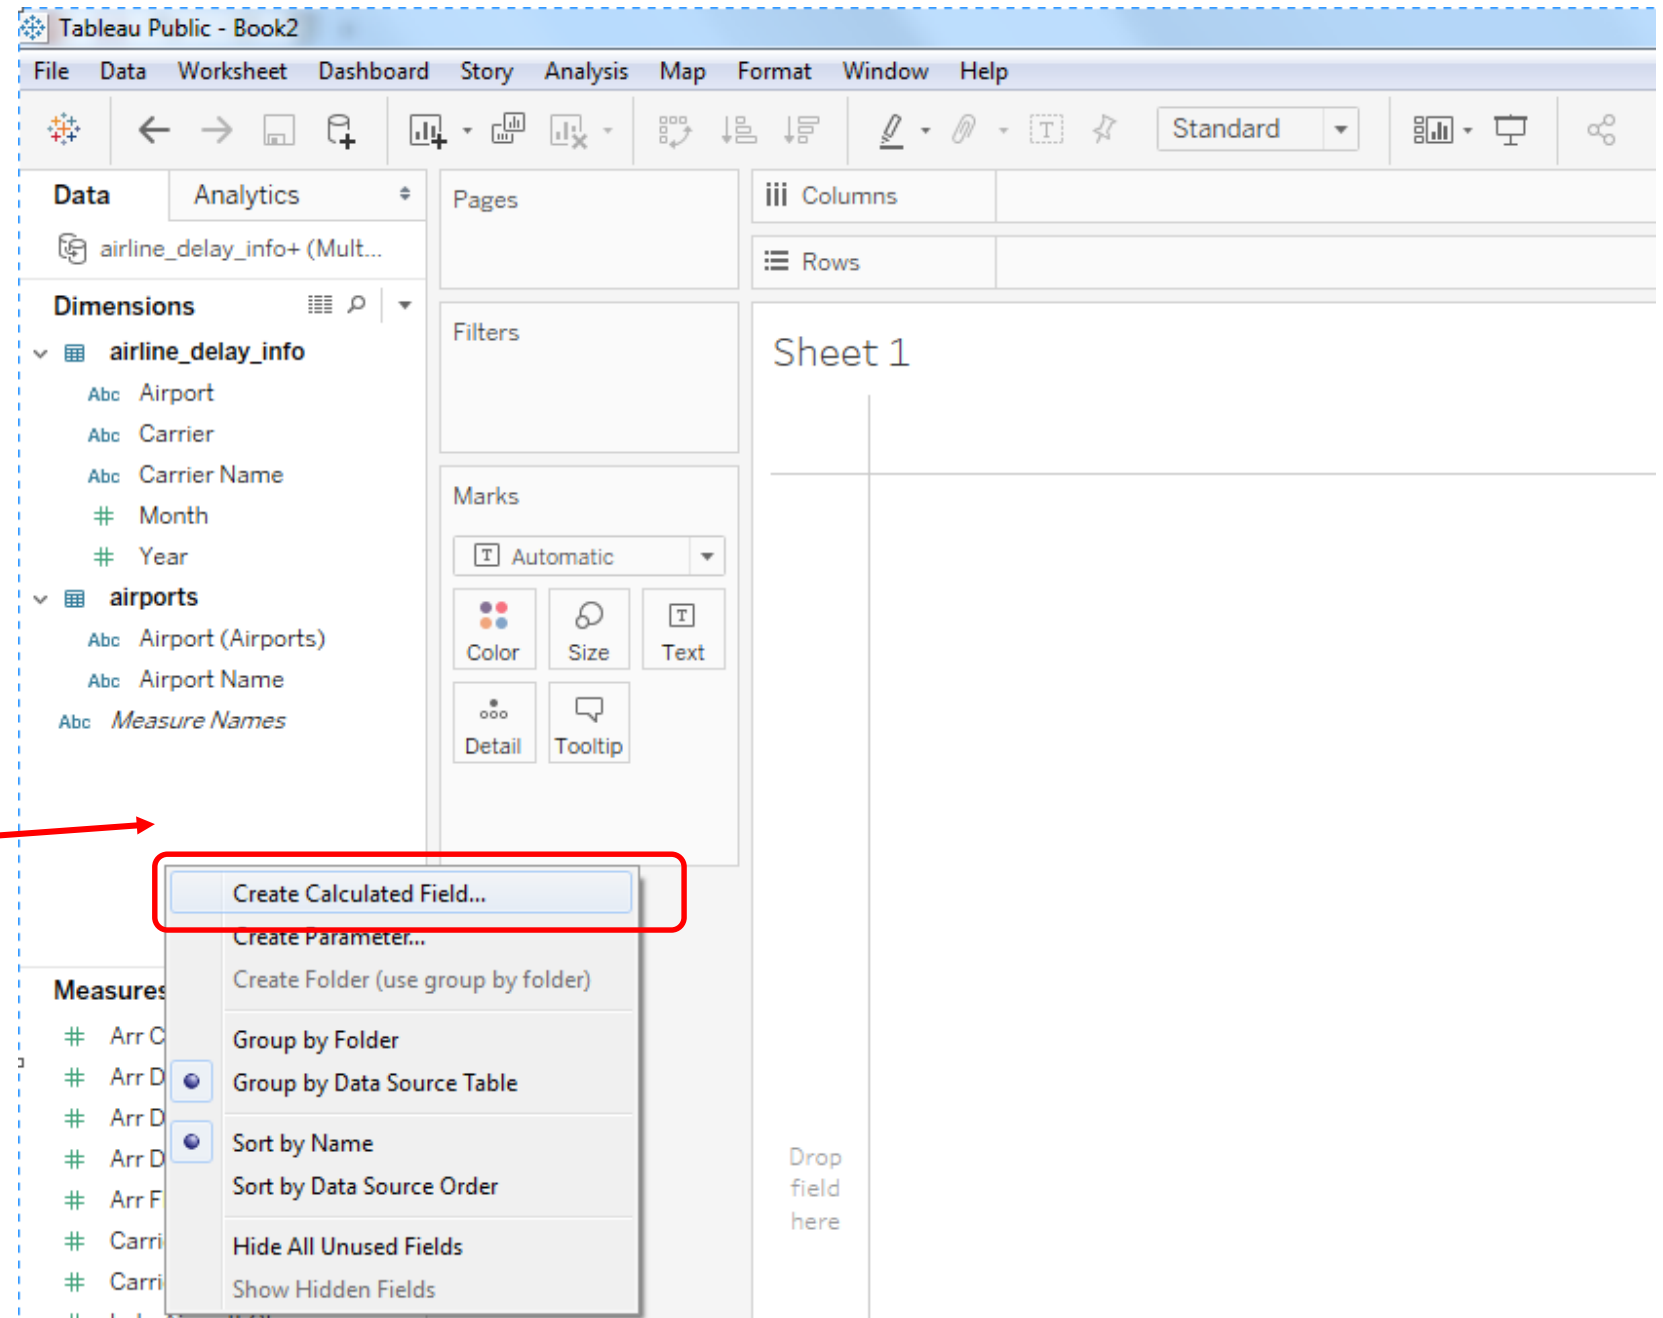 Tableau Public - Book2
File Data Worksheet Dashboard Story Analysis Map Format Window Help
Standard
Data Analytics
airline_delay_info+ (Mult...
Dimensions
airline_delay_info
Abc Airport
Abc Carrier
Abc Carrier Name
# Month
# Year
airports
Abc Airport (Airports)
Abc Airport Name
Abc Measure Names
Measures
# Arr C
# Arr D
# Arr D
# Arr D
# Arr F
# Carri
# Carri
Pages
Filters
Marks
T Automatic
Color Size Text
Detail Tooltip
Columns
Rows
Sheet 1
Drop
field
here
Create Calculated Field...
Create Parameter...
Create Folder (use group by folder)
Group by Folder
Group by Data Source Table
Sort by Name
Sort by Data Source Order
Hide All Unused Fields
Show Hidden Fields